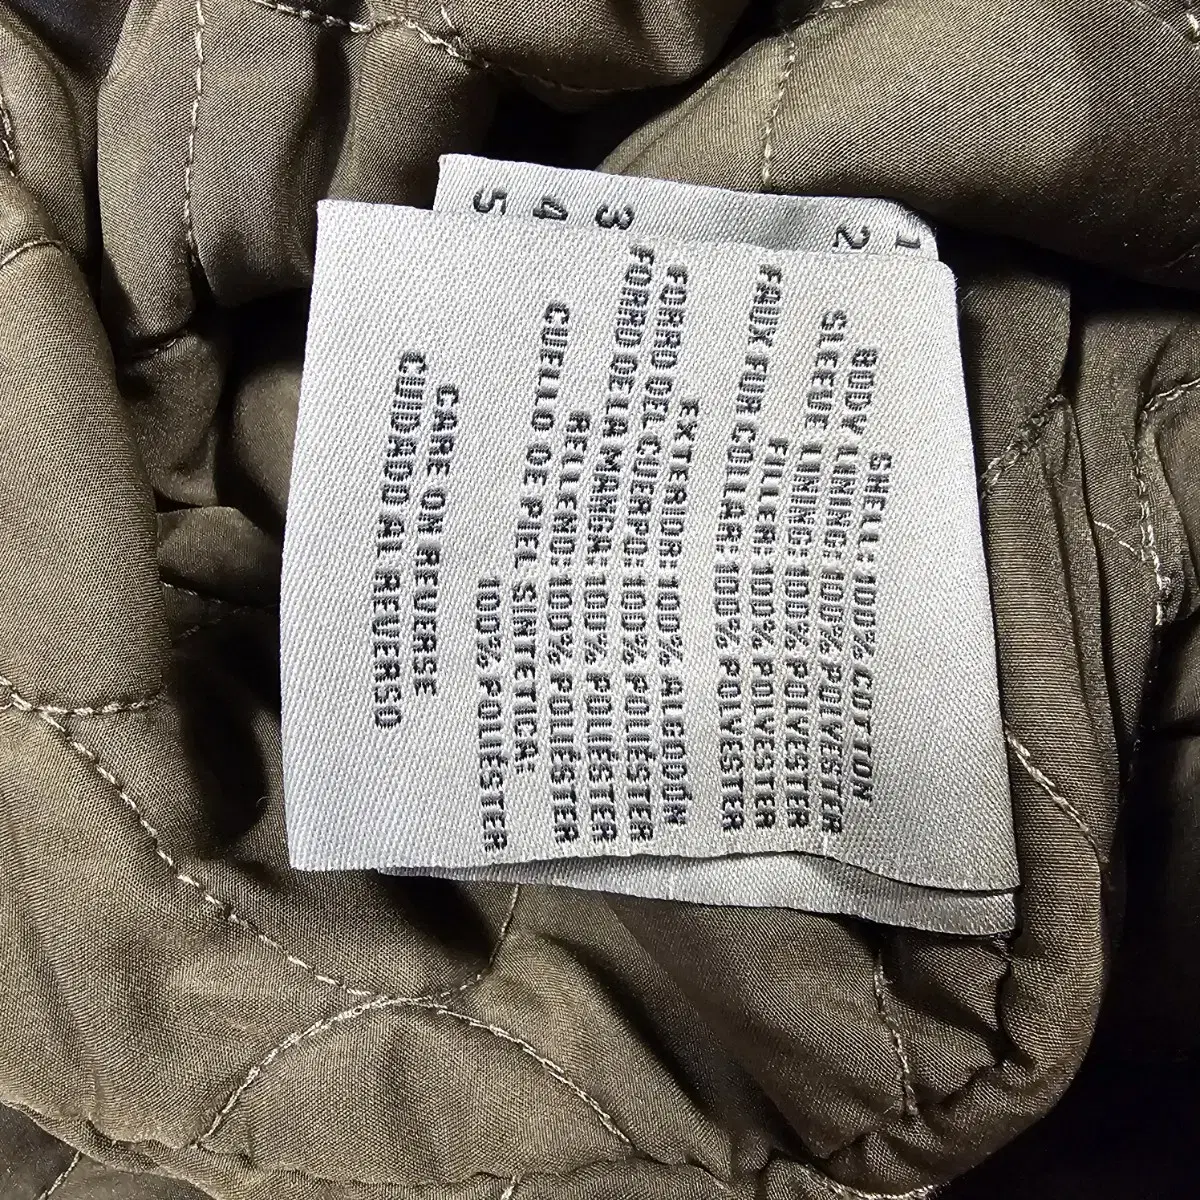 1
2
3
4
5
SHELL: 100% COTTON
BODY LINING: 100% POLYESTER
SLEEVE LINING: 100% POLYESTER
FILLER: 100% POLYESTER
FAUX FUR COLLAR: 100% POLYESTER
EXTERIOR: 100% ALGODÓN
FORRO DEL CUERPO: 100% POLIÉSTER
FORRO DE LA MANGA: 100% POLIÉSTER
RELLENO: 100% POLIÉSTER
CUELLO DE PIEL SINTETICA:
100% POLIÉSTER
CARE ON REVERSE
CUIDADO AL REVERSO